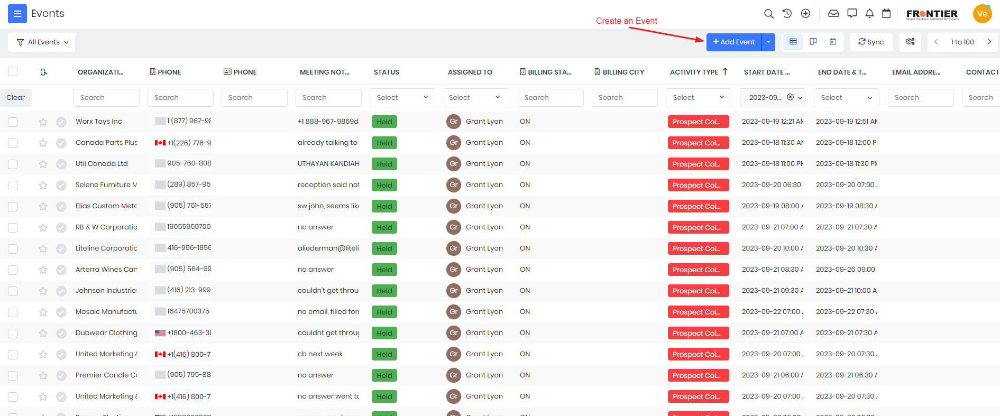 Events
FRONTIER
Simple Solutions, Delivered By Experts
Ve
Create an Event
All Events
+ Add Event
Sync
1 to 100
ORGANIZATI... PHONE PHONE MEETING NOT... STATUS ASSIGNED TO BILLING STA... BILLING CITY ACTIVITY TYPE START DATE ... END DATE & T... EMAIL ADDRE... CONTACT
Clear Search Search Search Search Select Select Search Search Select 2023-09... Select Search Search
Worx Toys Inc 1 (877) 967-98 +1 888-967-9869d Held Gr Grant Lyon ON Prospect Col... 2023-09-19 12:21 AM 2023-09-19 12:51 AM
Canada Parts Plus +1(226) 776-9 already talking to Held Gr Grant Lyon ON Prospect Col... 2023-09-18 11:30 AM 2023-09-18 12:00 P
Util Canada Ltd 905-760-808 UTHAYAN KANDIAH Held Gr Grant Lyon ON Prospect Col... 2023-09-18 11:00 PM 2023-09-18 11:30 PM
Selene Furniture M (289) 857-95 reception said not Held Gr Grant Lyon ON Prospect Col... 2023-09-20 06:30 2023-09-20 07:00 A
Elias Custom Meta (905) 761-557 sw john, seems like Held Gr Grant Lyon ON Prospect Col... 2023-09-19 08:00 A 2023-09-19 08:30 A
RB & W Corporatio 19055959700 no answer Held Gr Grant Lyon ON Prospect Col... 2023-09-21 07:00 A 2023-09-21 07:30 A
Liteline Corporatic 416-996-1856 aliederman@liteli Held Gr Grant Lyon ON Prospect Col... 2023-09-20 10:00 A 2023-09-20 10:30 A
Arterra Wines Can (905) 564-69 no answer Held Gr Grant Lyon ON Prospect Col... 2023-09-21 08:30 A 2023-09-26 09:00
Johnson Industries (416) 213-999 couldn't get throu Held Gr Grant Lyon ON Prospect Col... 2023-09-21 09:30 A 2023-09-21 10:00 A
Mosaic Manufactu 16475700375 no email, filled forr Held Gr Grant Lyon ON Prospect Col... 2023-09-22 07:00 A 2023-09-22 07:30 A
Dubwear Clothing +1800-463-38 couldnt get throug Held Gr Grant Lyon ON Prospect Col... 2023-09-21 07:00 A 2023-09-21 07:30 A
United Marketing & +1(416) 800-7 cb next week Held Gr Grant Lyon ON Prospect Col... 2023-09-20 07:00 A 2023-09-20 07:30 A
Premier Candle Co (905) 795-88 no answer Held Gr Grant Lyon ON Prospect Col... 2023-09-21 06:00 A 2023-09-21 06:30 A
United Marketing & +1(416) 800-7 no answer went to Held Gr Grant Lyon ON Prospect Col... 2023-09-20 07:00 A 2023-09-20 07:30 A